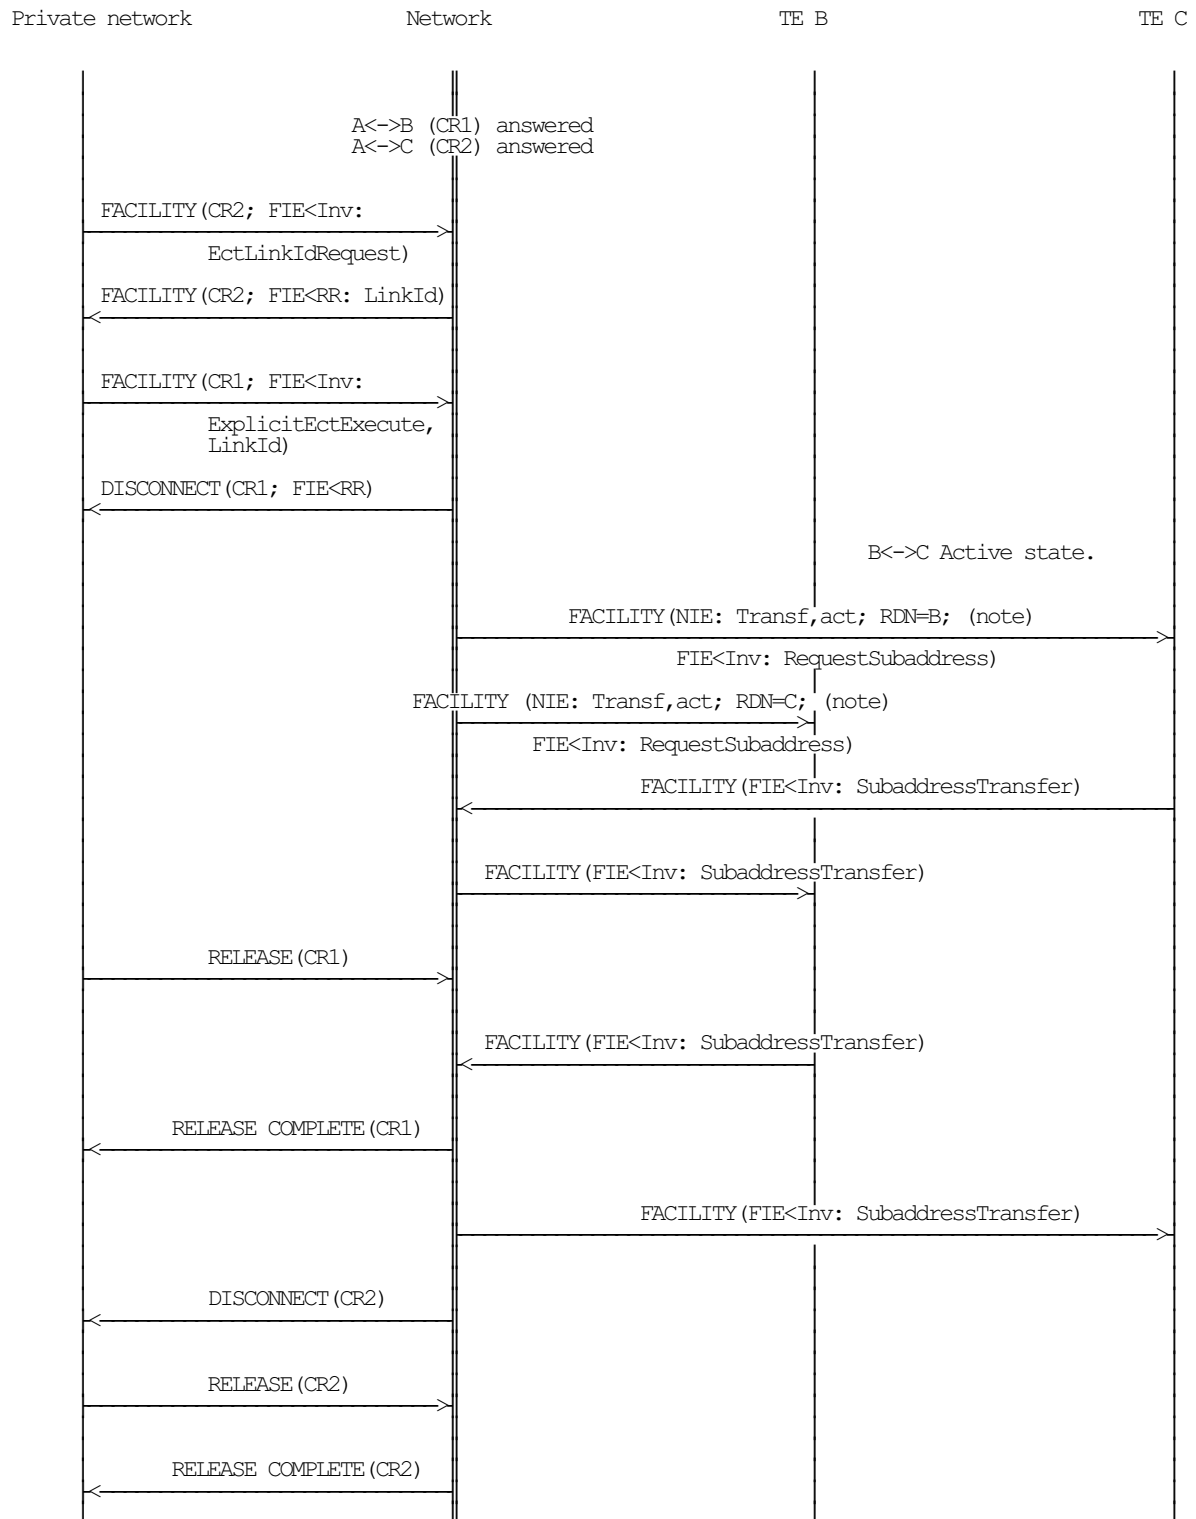 Private network Network TE B TE C
A<->B (CR1) answered
A<->C (CR2) answered
FACILITY(CR2; FIE<Inv:
EctLinkIdRequest)
FACILITY(CR2; FIE<RR: LinkId)
FACILITY(CR1; FIE<Inv:
ExplicitEctExecute,
LinkId)
DISCONNECT(CR1; FIE<RR)
B<->C Active state.
FACILITY(NIE: Transf,act; RDN=B; (note)
FIE<Inv: RequestSubaddress)
FACILITY (NIE: Transf,act; RDN=C; (note)
FIE<Inv: RequestSubaddress)
FACILITY(FIE<Inv: SubaddressTransfer)
FACILITY(FIE<Inv: SubaddressTransfer)
RELEASE(CR1)
FACILITY(FIE<Inv: SubaddressTransfer)
RELEASE COMPLETE(CR1)
FACILITY(FIE<Inv: SubaddressTransfer)
DISCONNECT(CR2)
RELEASE(CR2)
RELEASE COMPLETE(CR2)